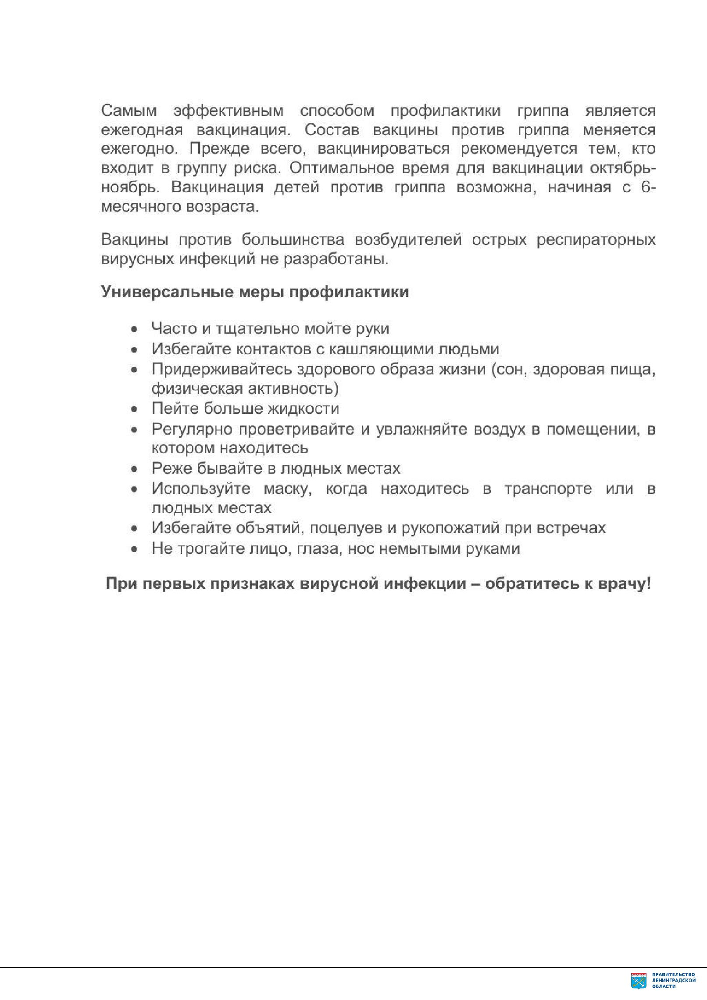 Самым эффективным способом профилактики гриппа является
ежегодная вакцинация. Состав вакцины против гриппа меняется
ежегодно. Прежде всего, вакцинироваться рекомендуется тем, кто
входит в группу риска. Оптимальное время для вакцинации октябрь-
ноябрь. Вакцинация детей против гриппа возможна, начиная с 6-
месячного возраста.
Вакцины против большинства возбудителей острых респираторных
вирусных инфекций не разработаны.
Универсальные меры профилактики
• Часто и тщательно мойте руки
• Избегайте контактов с кашляющими людьми
• Придерживайтесь здорового образа жизни (сон, здоровая пища,
физическая активность)
• Пейте больше жидкости
• Регулярно проветривайте и увлажняйте воздух в помещении, в
котором находитесь
• Реже бывайте в людных местах
• Используйте маску, когда находитесь в транспорте или в
людных местах
• Избегайте объятий, поцелуев и рукопожатий при встречах
• Не трогайте лицо, глаза, нос немытыми руками
При первых признаках вирусной инфекции – обратитесь к врачу!
ПРАВИТЕЛЬСТВО
ЛЕНИНГРАДСКОЙ
ОБЛАСТИ